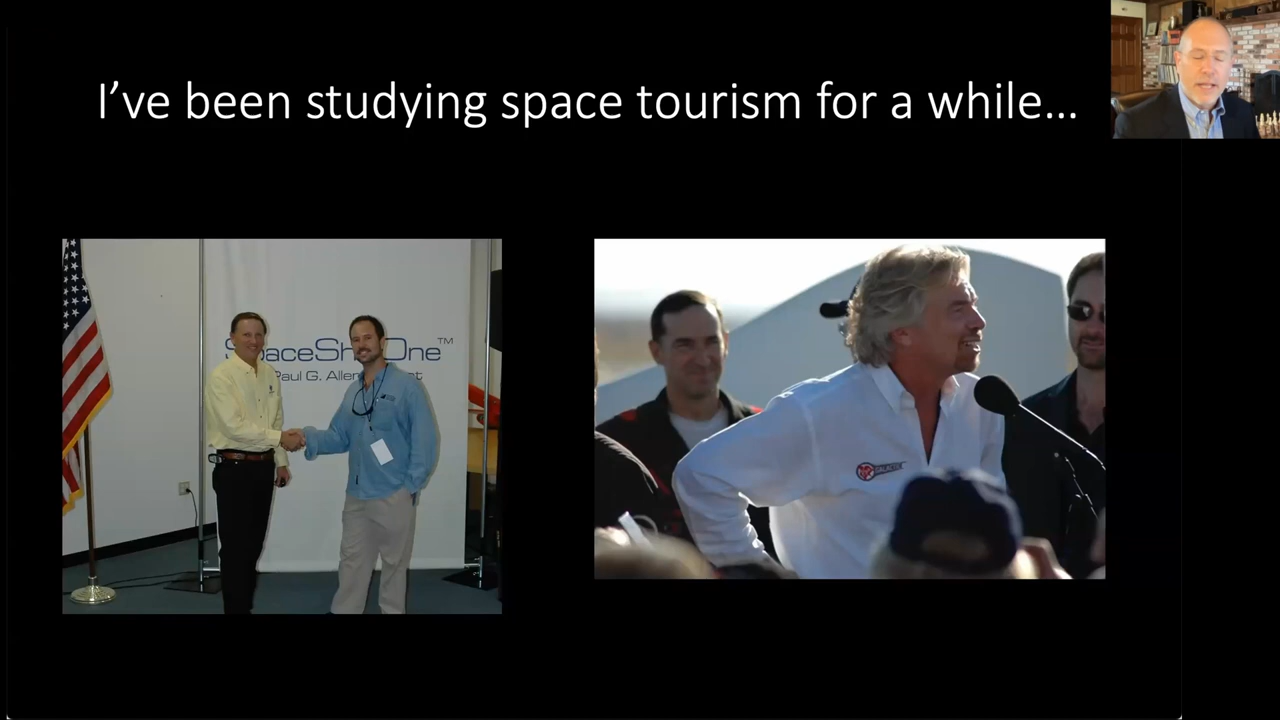 I've been studying space tourism for a while...
SpaceShipOne™
Paul G. Allen